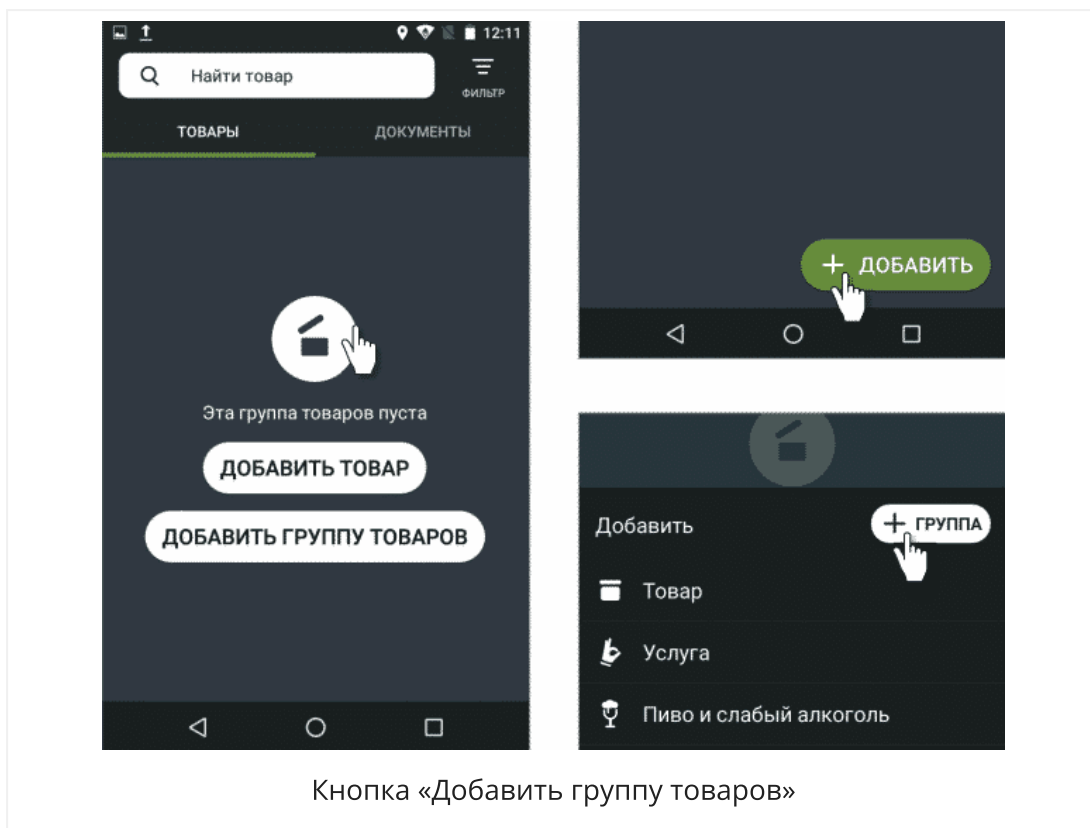 12:11
Найти товар
ФИЛЬТР
ТОВАРЫ
ДОКУМЕНТЫ
Эта группа товаров пуста
ДОБАВИТЬ ТОВАР
ДОБАВИТЬ ГРУППУ ТОВАРОВ
+ ДОБАВИТЬ
Добавить
+ ГРУППА
Товар
Услуга
Пиво и слабый алкоголь
Кнопка «Добавить группу товаров»